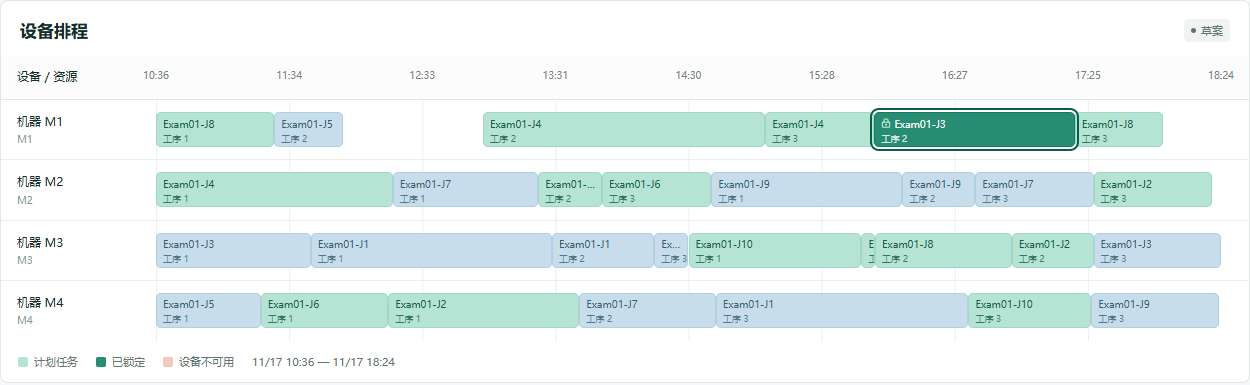 设备排程
草案
设备 / 资源 10:36 11:34 12:33 13:31 14:30 15:28 16:27 17:25 18:24
机器 M1
M1
Exam01-J8
工序 1
Exam01-J5
工序 2
Exam01-J4
工序 2
Exam01-J4
工序 3
Exam01-J3
工序 2
Exam01-J8
工序 3
机器 M2
M2
Exam01-J4
工序 1
Exam01-J7
工序 1
Exam01-...
工序 2
Exam01-J6
工序 3
Exam01-J9
工序 1
Exam01-J9
工序 2
Exam01-J7
工序 3
Exam01-J2
工序 3
机器 M3
M3
Exam01-J3
工序 1
Exam01-J1
工序 1
Exam01-J1
工序 2
Ex...
工序 3
Exam01-J10
工序 1
Exam01-J8
工序 2
Exam01-J2
工序 2
Exam01-J3
工序 3
机器 M4
M4
Exam01-J5
工序 1
Exam01-J6
工序 1
Exam01-J2
工序 1
Exam01-J7
工序 2
Exam01-J1
工序 3
Exam01-J10
工序 3
Exam01-J9
工序 3
计划任务 已锁定 设备不可用 11/17 10:36 — 11/17 18:24